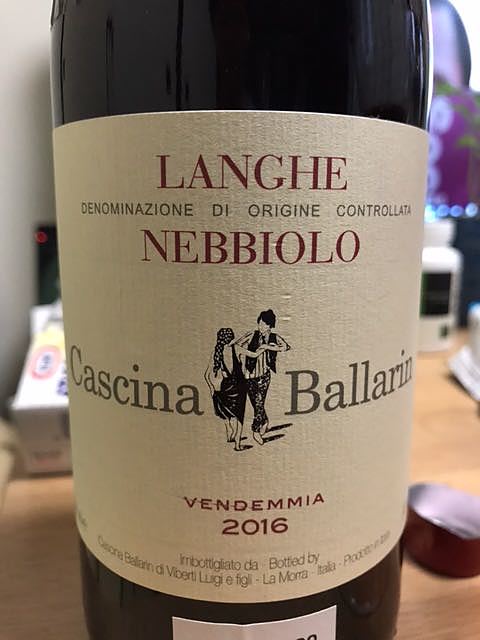 LANGHE
DENOMINAZIONE DI ORIGINE CONTROLLATA
NEBBIOLO
Cascina Ballarin
VENDEMMIA
2016
Imbottigliato da - Bottled by
Cascina Ballarin di Viberti Luigi e figli - La Morra - Italia - Prodotto in Italia